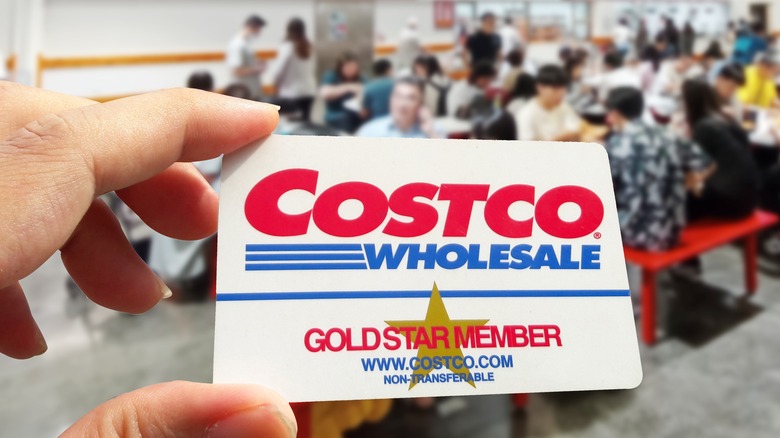 COSTCO®
WHOLESALE
GOLD STAR MEMBER
WWW.COSTCO.COM
NON-TRANSFERABLE